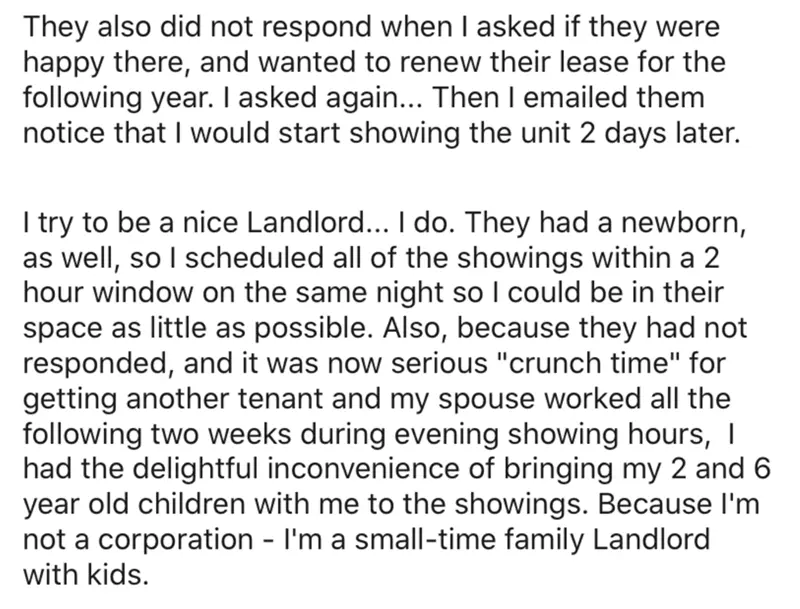 They also did not respond when I asked if they were
happy there, and wanted to renew their lease for the
following year. I asked again... Then I emailed them
notice that I would start showing the unit 2 days later.
I try to be a nice Landlord... I do. They had a newborn,
as well, so I scheduled all of the showings within a 2
hour window on the same night so I could be in their
space as little as possible. Also, because they had not
responded, and it was now serious "crunch time" for
getting another tenant and my spouse worked all the
following two weeks during evening showing hours,  I
had the delightful inconvenience of bringing my 2 and 6
year old children with me to the showings. Because I'm
not a corporation - I'm a small-time family Landlord
with kids.